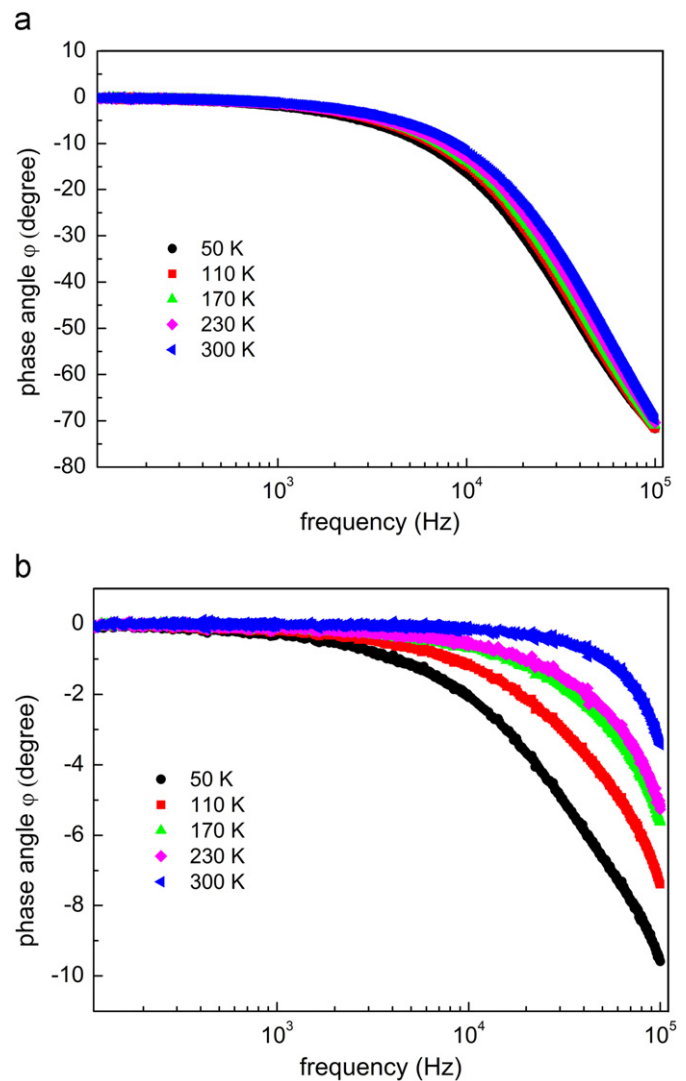 a
10
0
-10
-20
-30
-40
-50
-60
-70
-80
phase angle φ (degree)
50 K
110 K
170 K
230 K
300 K
10³
10⁴
10⁵
frequency (Hz)
b
0
-2
-4
-6
-8
-10
phase angle φ (degree)
50 K
110 K
170 K
230 K
300 K
10³
10⁴
10⁵
frequency (Hz)